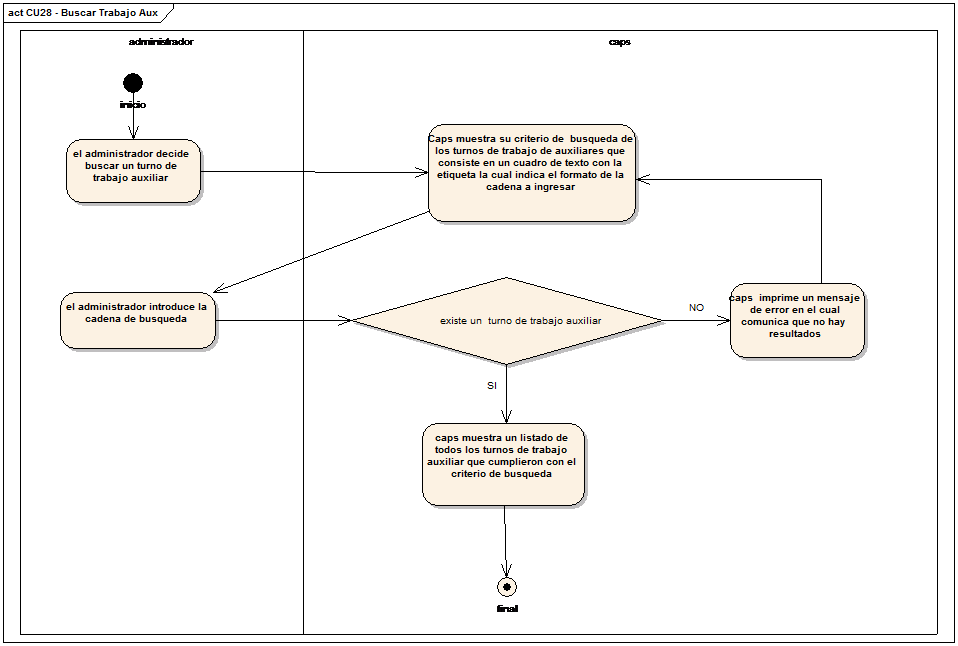 act CU28 - Buscar Trabajo Aux
administrador
caps
inicio
el administrador decide
buscar un turno de
trabajo auxiliar
Caps muestra su criterio de busqueda de
los turnos de trabajo de auxiliares que
consiste en un cuadro de texto con la
etiqueta la cual indica el formato de la
cadena a ingresar
el administrador introduce la
cadena de busqueda
existe un turno de trabajo auxiliar
NO
caps imprime un mensaje
de error en el cual
comunica que no hay
resultados
SI
caps muestra un listado de
todos los turnos de trabajo
auxiliar que cumplieron con el
criterio de busqueda
final